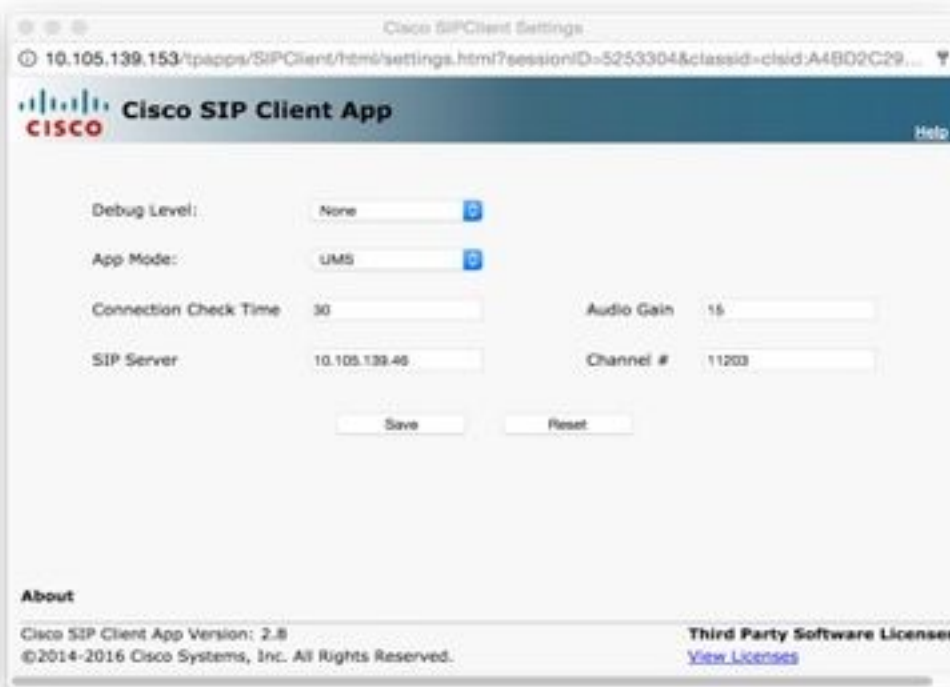 Cisco SIPClient Settings
10.105.139.153/tpapps/SIPClient/html/settings.html?sessionID=5253304&classid=clsid:A4BD2C29...
CISCO Cisco SIP Client App
Help
Debug Level: None
App Mode: UMS
Connection Check Time 30 Audio Gain 15
SIP Server 10.105.139.46 Channel # 11203
Save Reset
About
Cisco SIP Client App Version: 2.8 Third Party Software Licenses
©2014-2016 Cisco Systems, Inc. All Rights Reserved. View Licenses